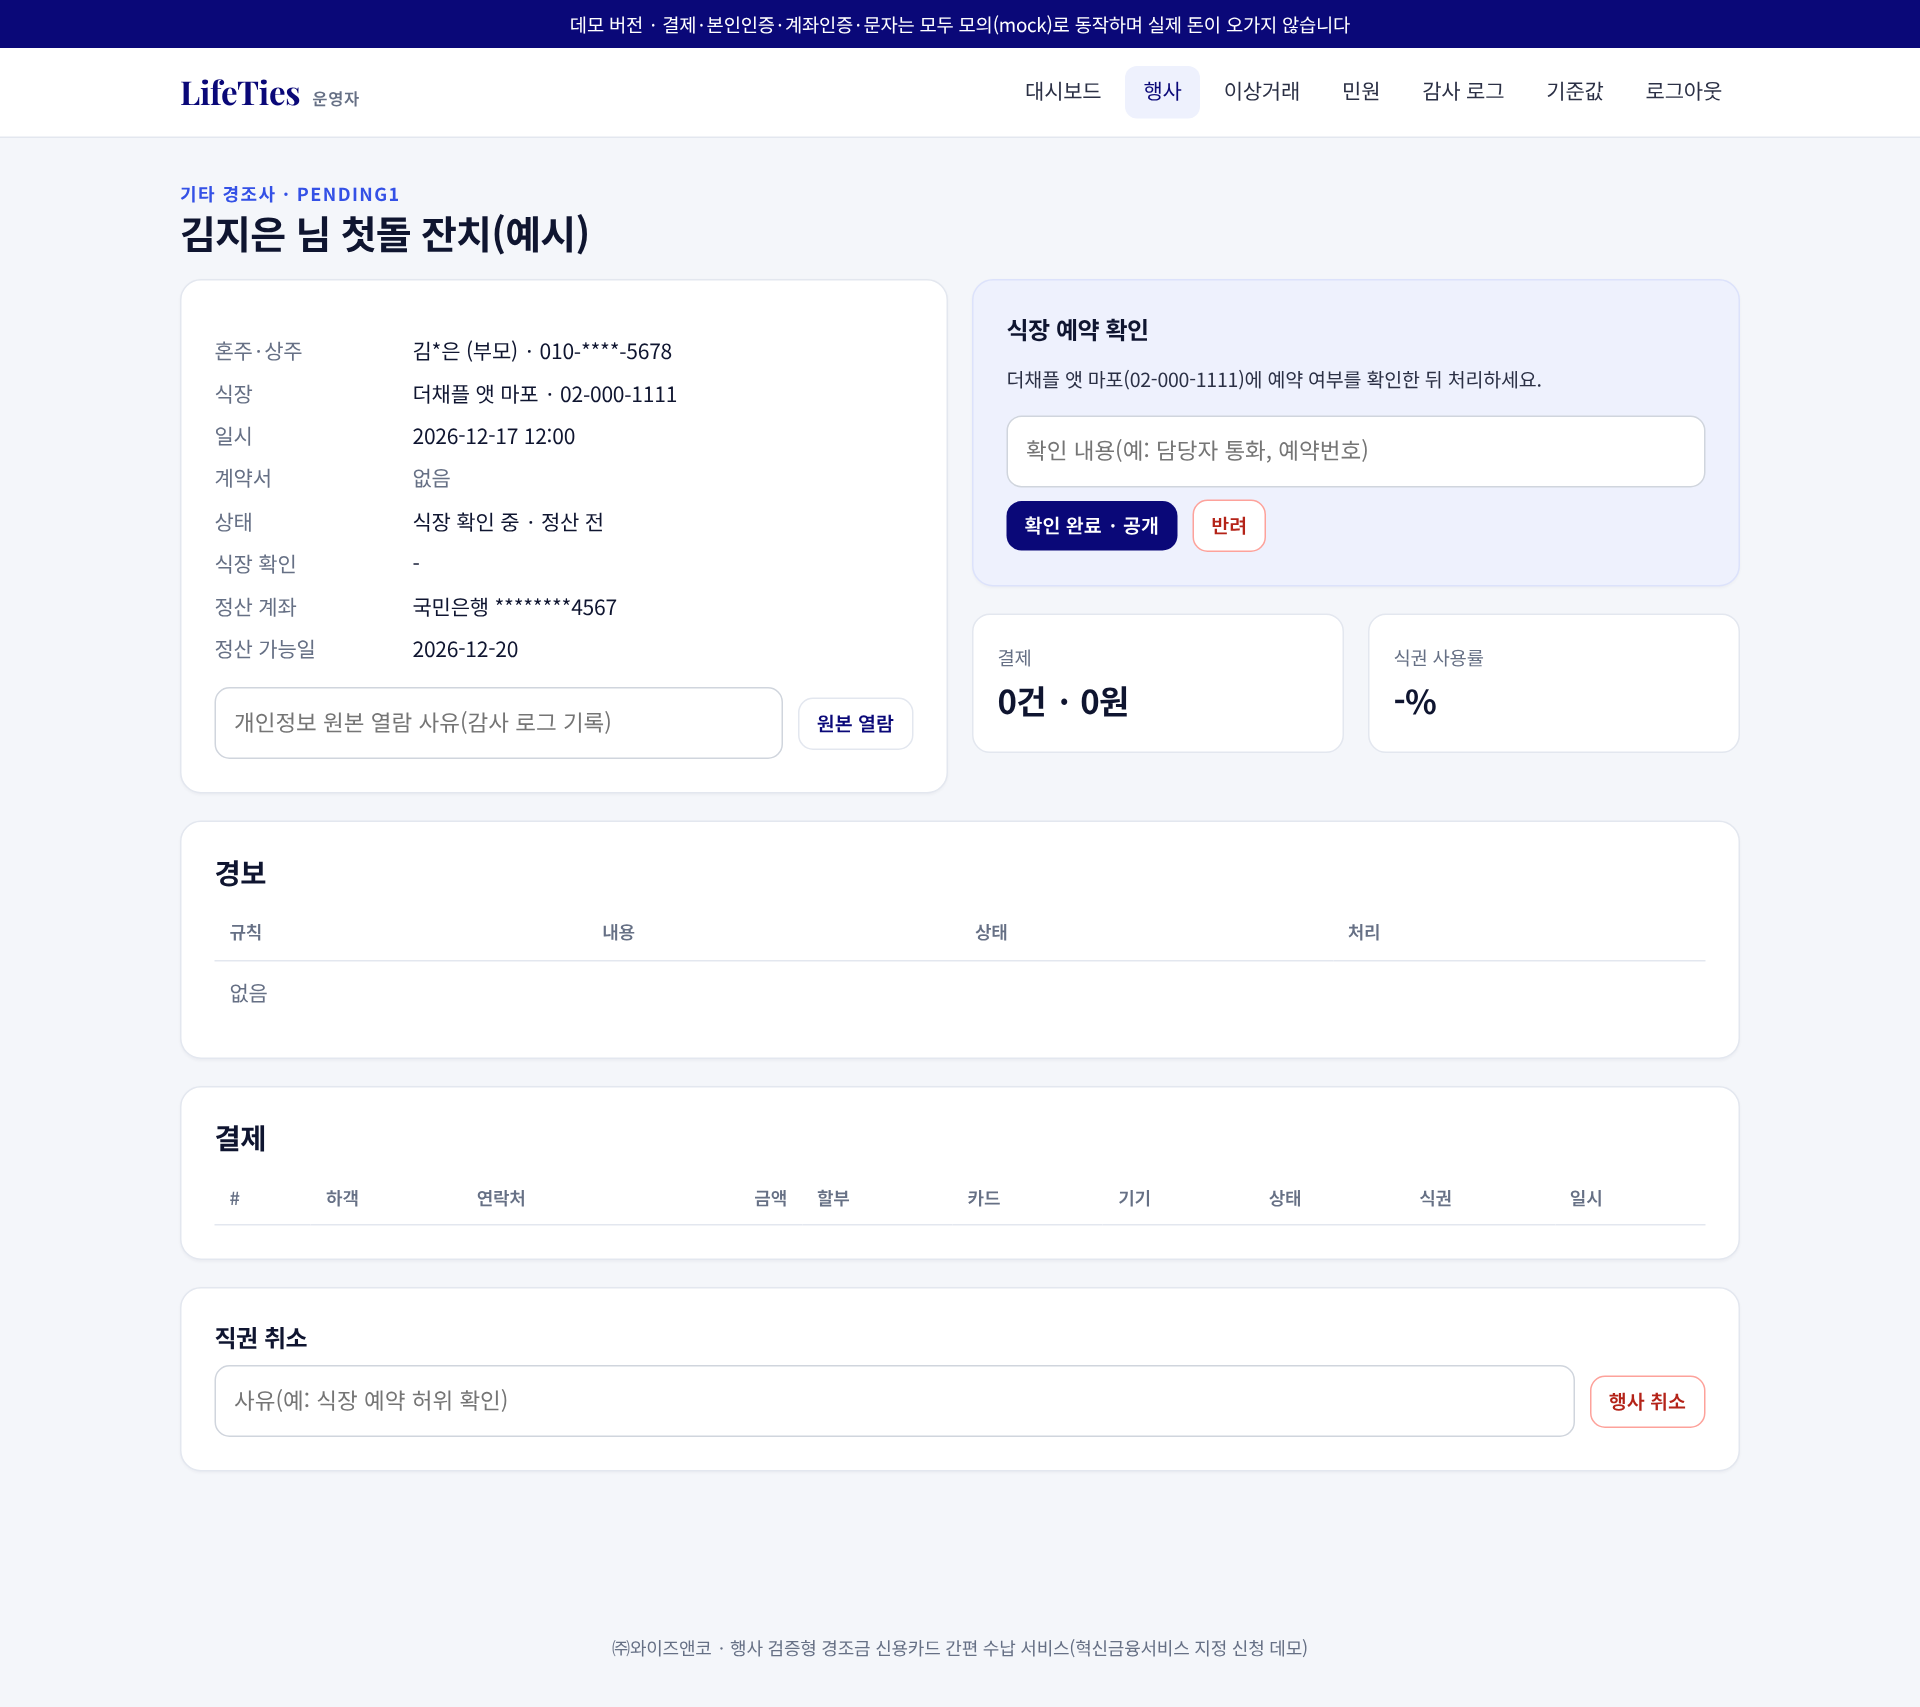 데모 버전 · 결제·본인인증·계좌인증·문자는 모두 모의(mock)로 동작하며 실제 돈이 오가지 않습니다
LifeTies 운영자
대시보드 행사 이상거래 민원 감사 로그 기준값 로그아웃
기타 경조사 · PENDING1
김지은 님 첫돌 잔치(예시)
혼주·상주 김*은 (부모) · 010-****-5678
식장 더채플 앳 마포 · 02-000-1111
일시 2026-12-17 12:00
계약서 없음
상태 식장 확인 중 · 정산 전
식장 확인 -
정산 계좌 국민은행 ********4567
정산 가능일 2026-12-20
개인정보 원본 열람 사유(감사 로그 기록) 원본 열람
식장 예약 확인
더채플 앳 마포(02-000-1111)에 예약 여부를 확인한 뒤 처리하세요.
확인 내용(예: 담당자 통화, 예약번호)
확인 완료 · 공개 반려
결제
0건 · 0원
식권 사용률
-%
경보
규칙 내용 상태 처리
없음
결제
# 하객 연락처 금액 할부 카드 기기 상태 식권 일시
직권 취소
사유(예: 식장 예약 허위 확인) 행사 취소
㈜와이즈앤코 · 행사 검증형 경조금 신용카드 간편 수납 서비스(혁신금융서비스 지정 신청 데모)